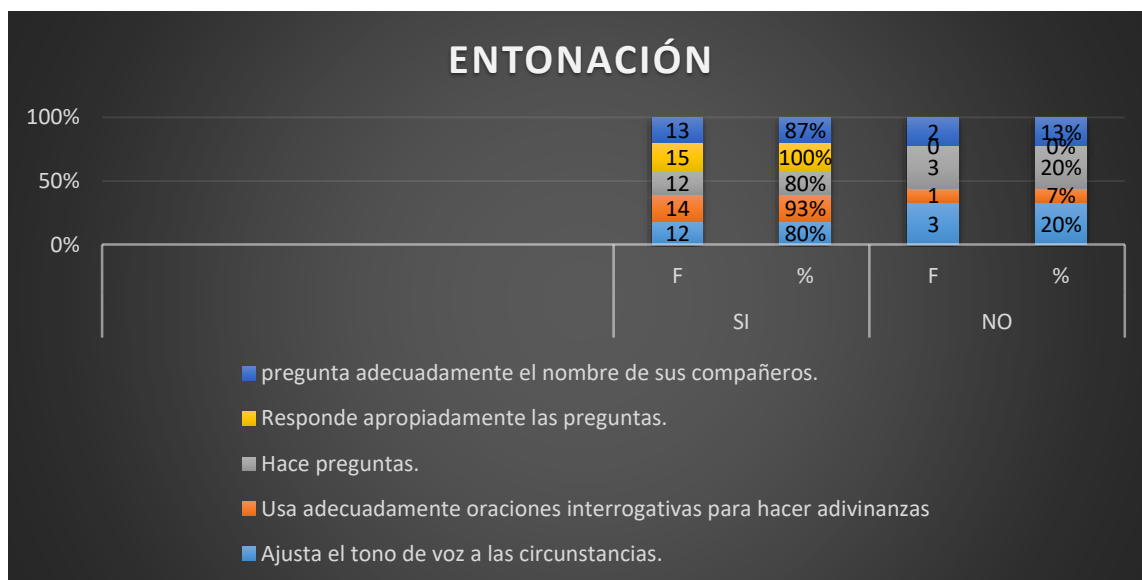 ENTONACIÓN
100%
50%
0%
13 87% 2 13%
15 100% 0 0%
12 80% 3 20%
14 93% 1 7%
12 80% 3 20%
F % F %
SI NO
pregunta adecuadamente el nombre de sus compañeros.
Responde apropiadamente las preguntas.
Hace preguntas.
Usa adecuadamente oraciones interrogativas para hacer adivinanzas
Ajusta el tono de voz a las circunstancias.